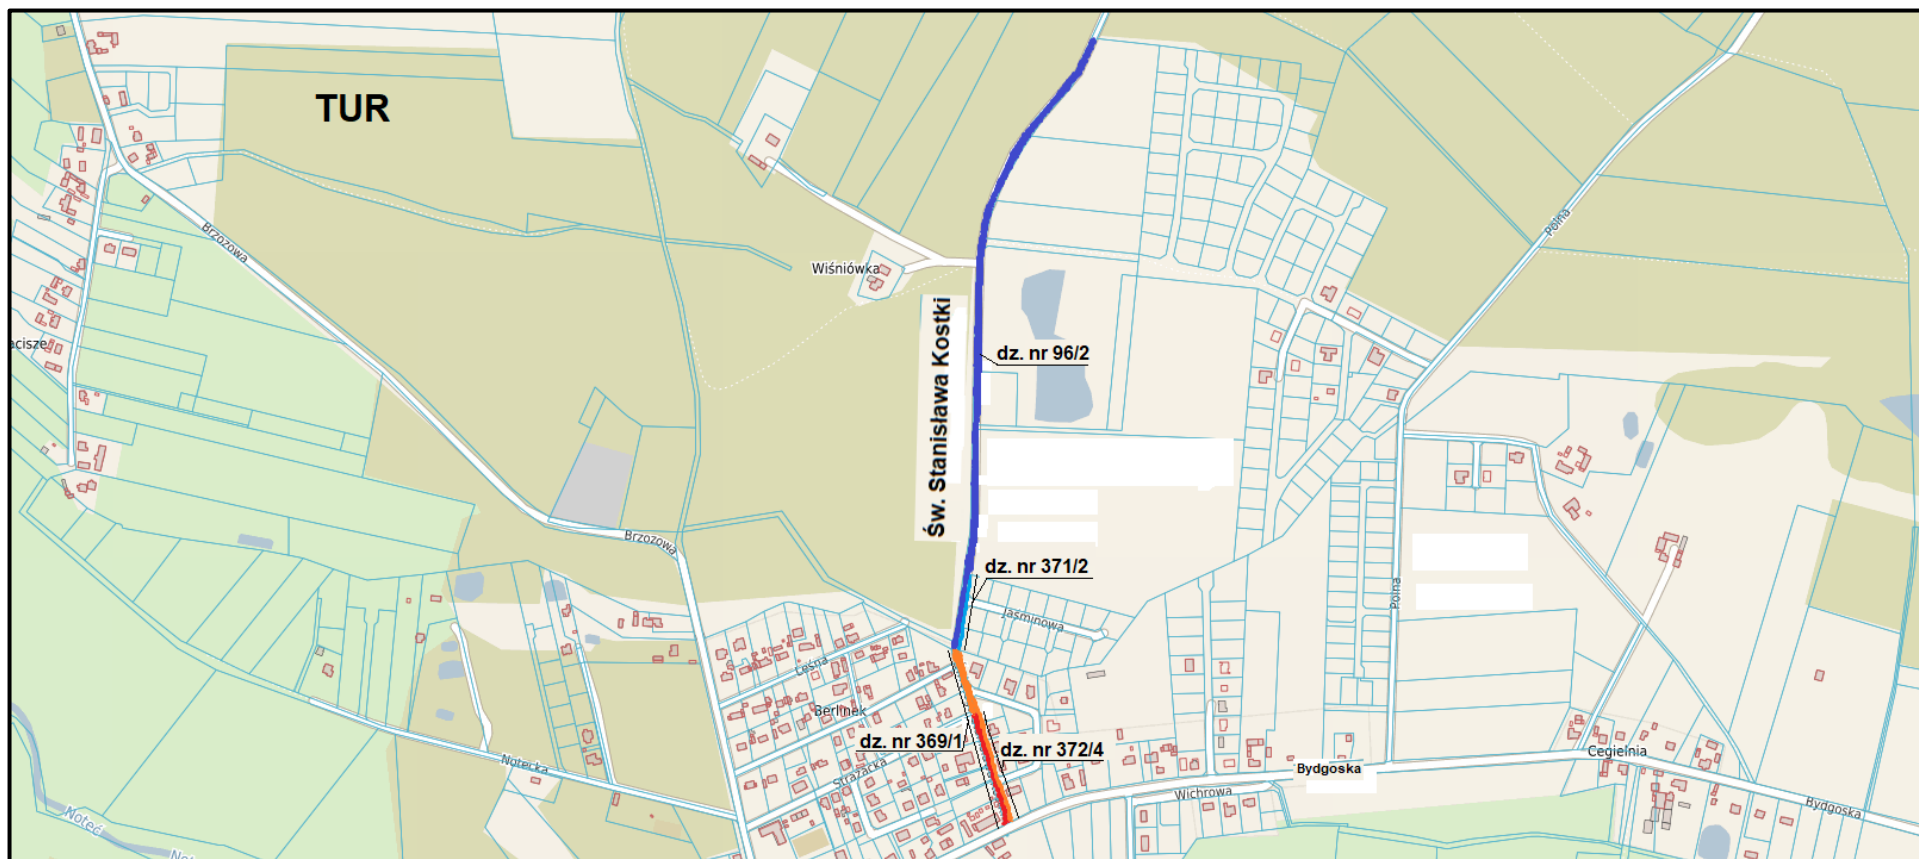 TUR
Polna
Brzozowa
Wiśniówka
Św. Stanisława Kostki
acisze
dz. nr 96/2
Brzozowa
dz. nr 371/2
Polna
Jaśminowa
Leśna
Berlinek
dz. nr 369/1
dz. nr 372/4
Cegielnia
Notecka
Strażacka
Bydgoska
Wichrowa
Bydgoska
Noteć